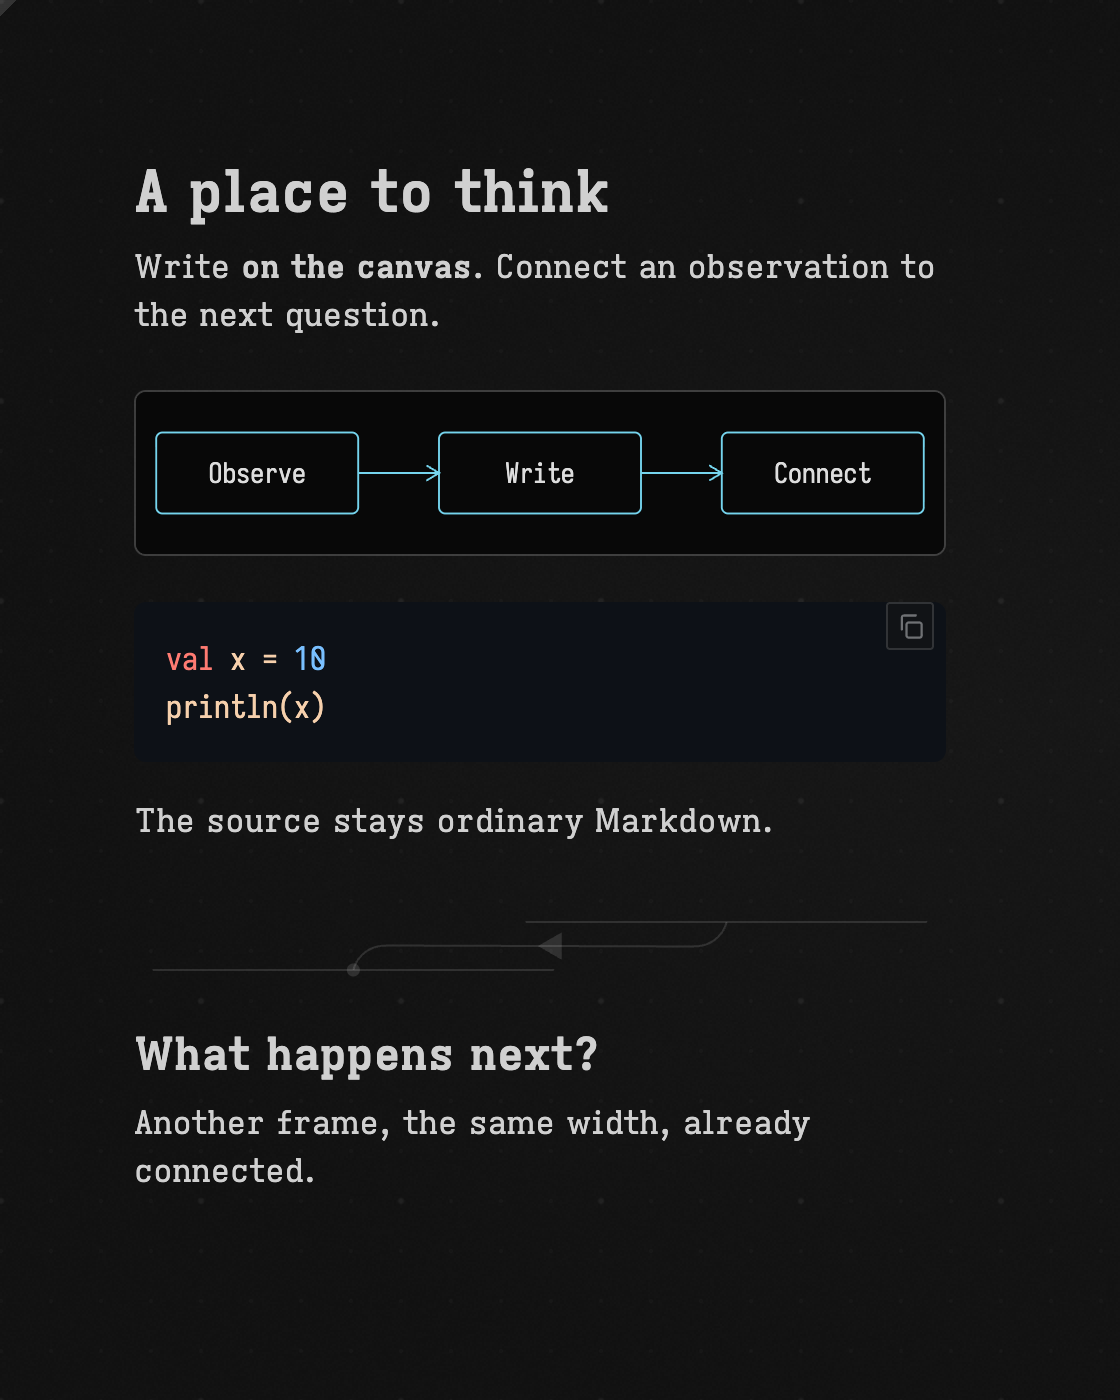 A place to think
Write on the canvas. Connect an observation to
the next question.
Observe
Write
Connect
val x = 10
println(x)
The source stays ordinary Markdown.
What happens next?
Another frame, the same width, already
connected.